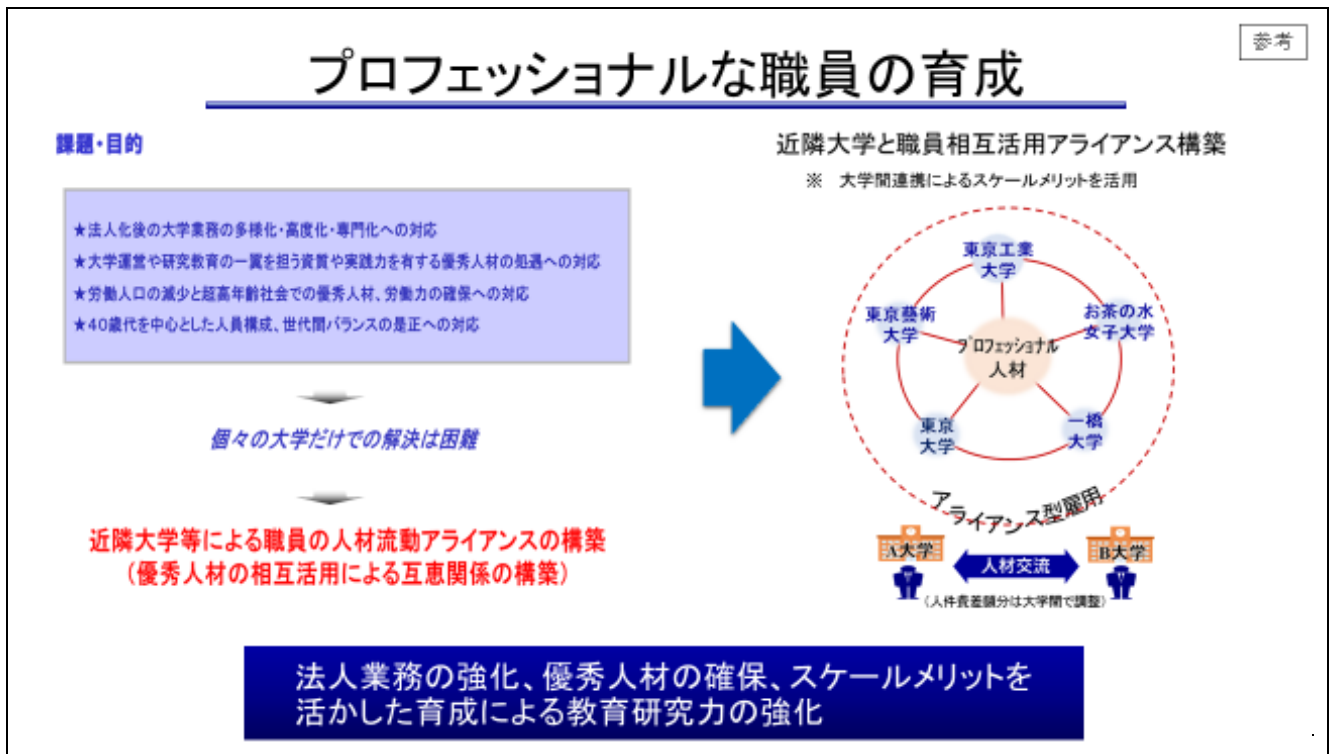 参考
プロフェッショナルな職員の育成
課題・目的
★法人化後の大学業務の多様化・高度化・専門化への対応
★大学運営や研究教育の一翼を担う資質や実践力を有する優秀人材の処遇への対応
★労働人口の減少と超高年齢社会での優秀人材、労働力の確保への対応
★40歳代を中心とした人員構成、世代間バランスの是正への対応
個々の大学だけでの解決は困難
近隣大学等による職員の人材流動アライアンスの構築
（優秀人材の相互活用による互恵関係の構築）
近隣大学と職員相互活用アライアンス構築
※ 大学間連携によるスケールメリットを活用
東京工業
大学
東京藝術
大学
お茶の水
女子大学
プロフェッショナル
人材
東京
大学
一橋
大学
アライアンス型雇用
A大学
人材交流
B大学
（人件費差額分は大学間で調整）
法人業務の強化、優秀人材の確保、スケールメリットを
活かした育成による教育研究力の強化